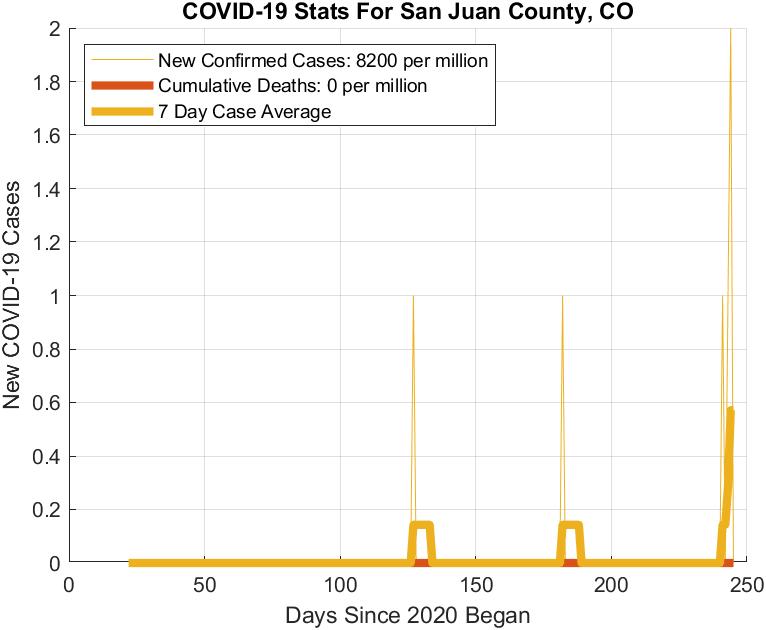 COVID-19 Stats For San Juan County, CO
New Confirmed Cases: 8200 per million
Cumulative Deaths: 0 per million
7 Day Case Average
New COVID-19 Cases
2
1.8
1.6
1.4
1.2
1
0.8
0.6
0.4
0.2
0
0 50 100 150 200 250
Days Since 2020 Began